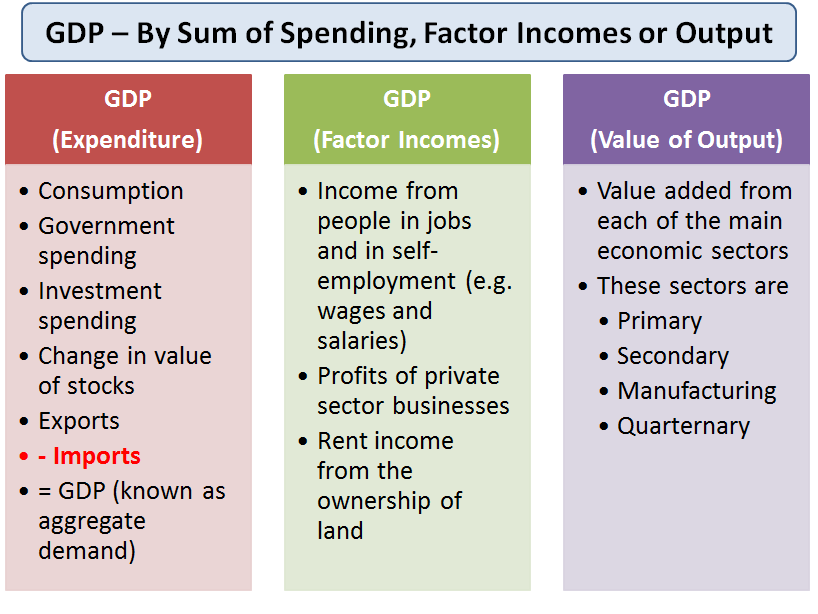 GDP – By Sum of Spending, Factor Incomes or Output
GDP
(Expenditure)
• Consumption
• Government
spending
• Investment
spending
• Change in value
of stocks
• Exports
• - Imports
• = GDP (known as
aggregate
demand)
GDP
(Factor Incomes)
• Income from
people in jobs
and in self-
employment (e.g.
wages and
salaries)
• Profits of private
sector businesses
• Rent income
from the
ownership of
land
GDP
(Value of Output)
• Value added from
each of the main
economic sectors
• These sectors are
• Primary
• Secondary
• Manufacturing
• Quarternary